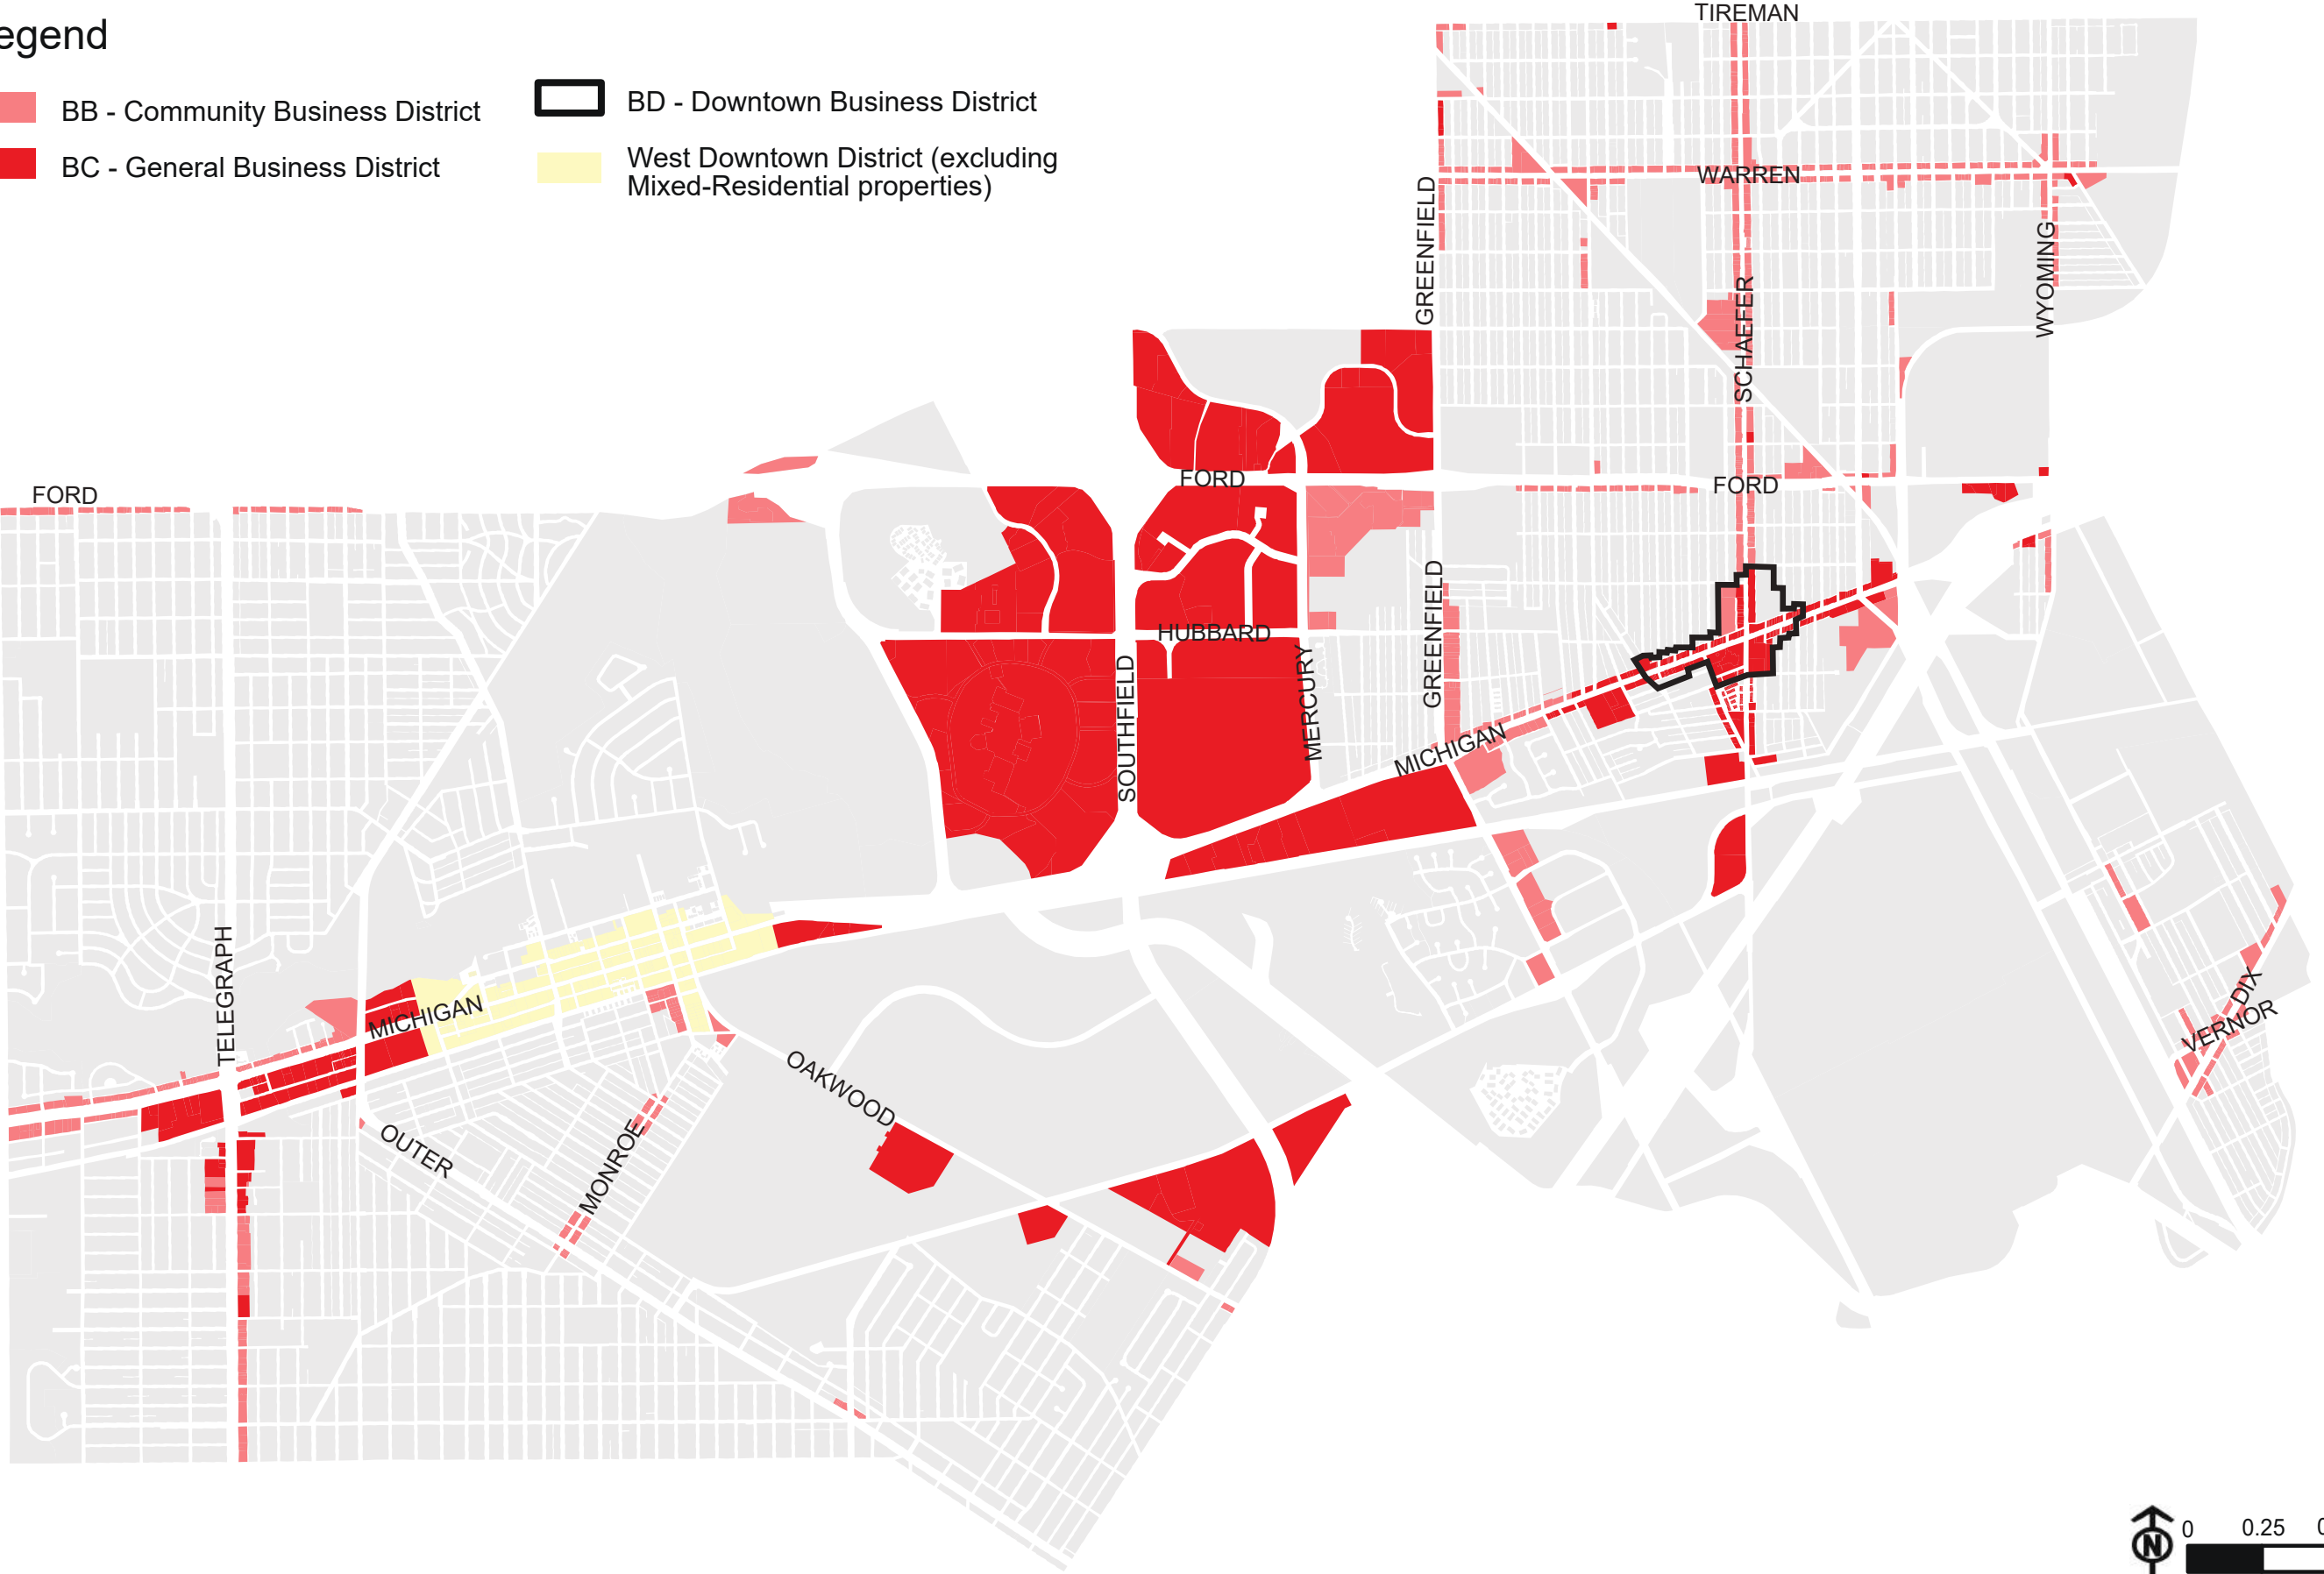 egend
BB - Community Business District
BC - General Business District
BD - Downtown Business District
West Downtown District (excluding
Mixed-Residential properties)
TIREMAN
WARREN
GREENFIELD
SCHAEFER
WYOMING
FORD
FORD
FORD
HUBBARD
SOUTHFIELD
MERCURY
GREENFIELD
MICHIGAN
TELEGRAPH
MICHIGAN
OUTER
MONROE
OAKWOOD
DIX
VERNOR
N
0 0.25 0